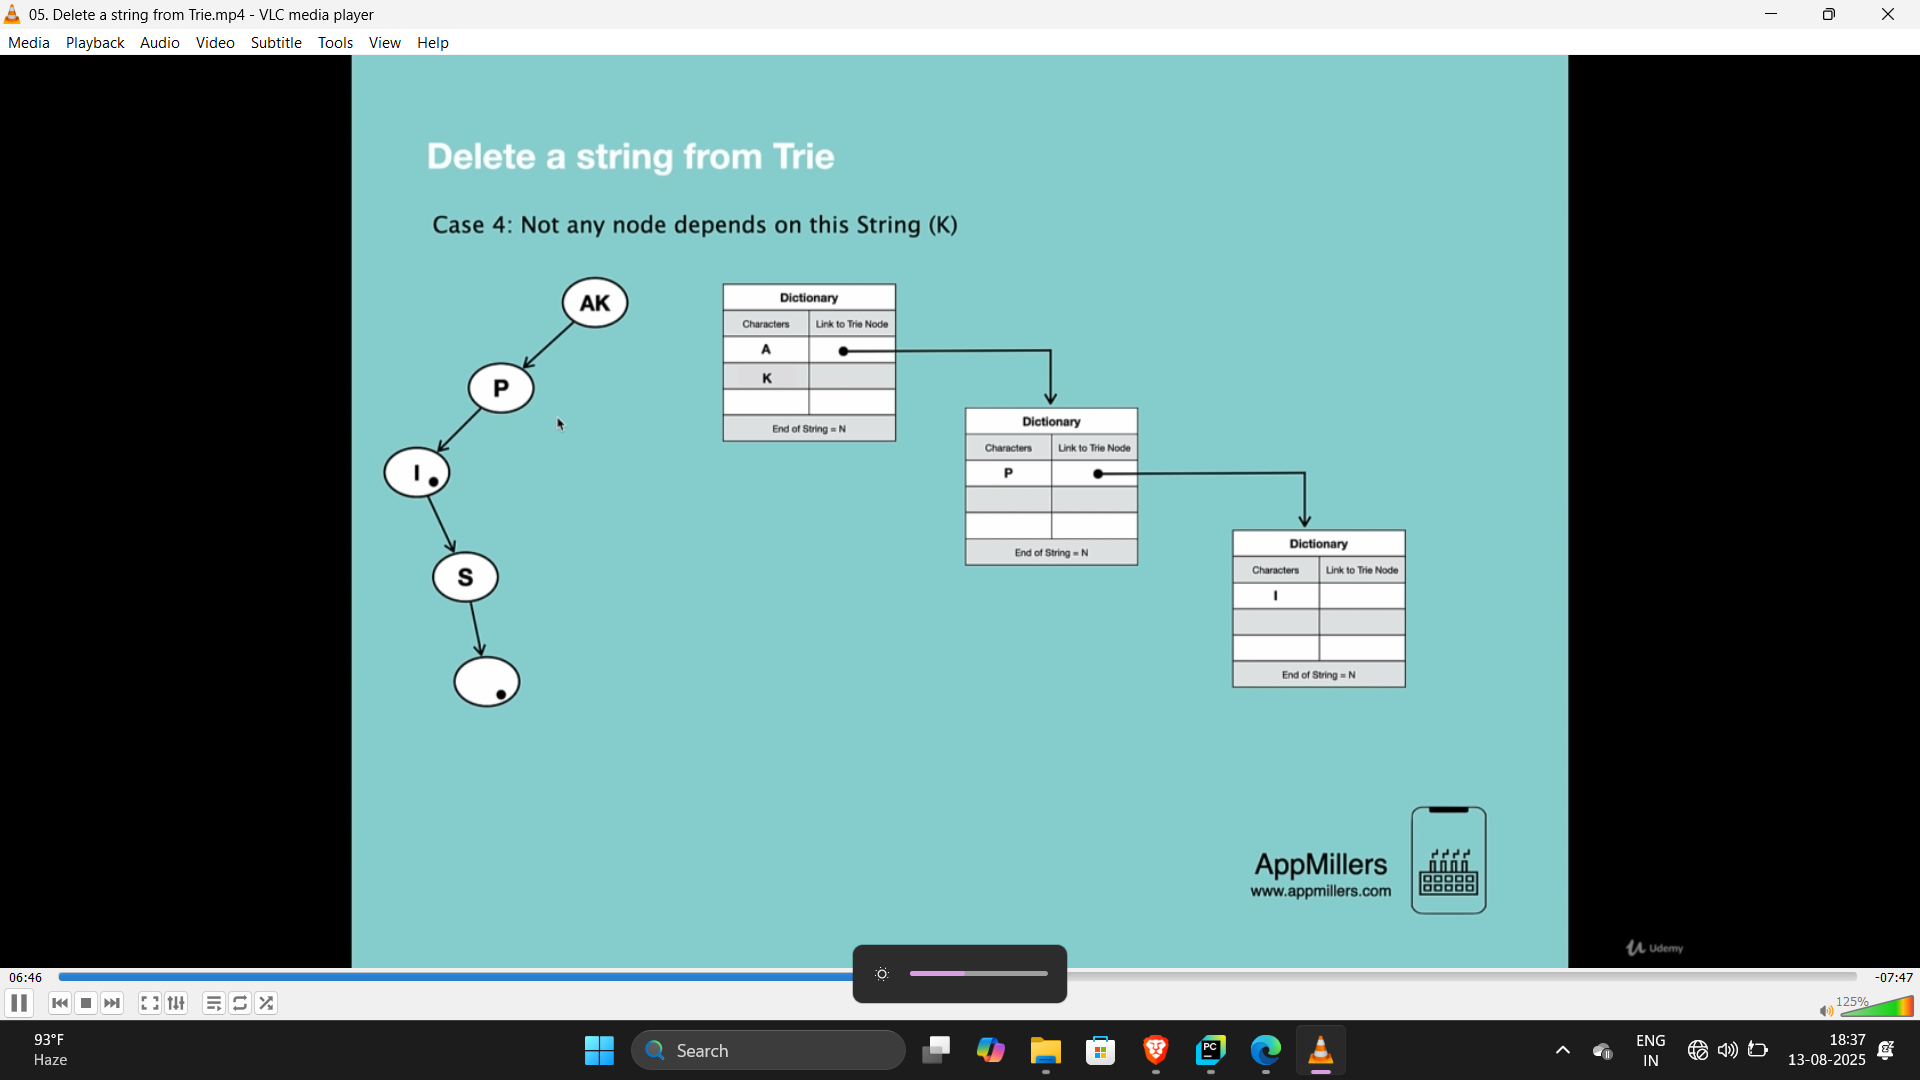 05. Delete a string from Trie.mp4 - VLC media player
Media Playback Audio Video Subtitle Tools View Help
Delete a string from Trie
Case 4: Not any node depends on this String (K)
AK
P
I
S
Dictionary
Characters Link to Trie Node
A
K
End of String = N
Dictionary
Characters Link to Trie Node
P
End of String = N
Dictionary
Characters Link to Trie Node
I
End of String = N
AppMillers
www.appmillers.com
Udemy
06:46
-07:47
125%
93°F
Haze
Search
PC
ENG
IN
18:37
13-08-2025